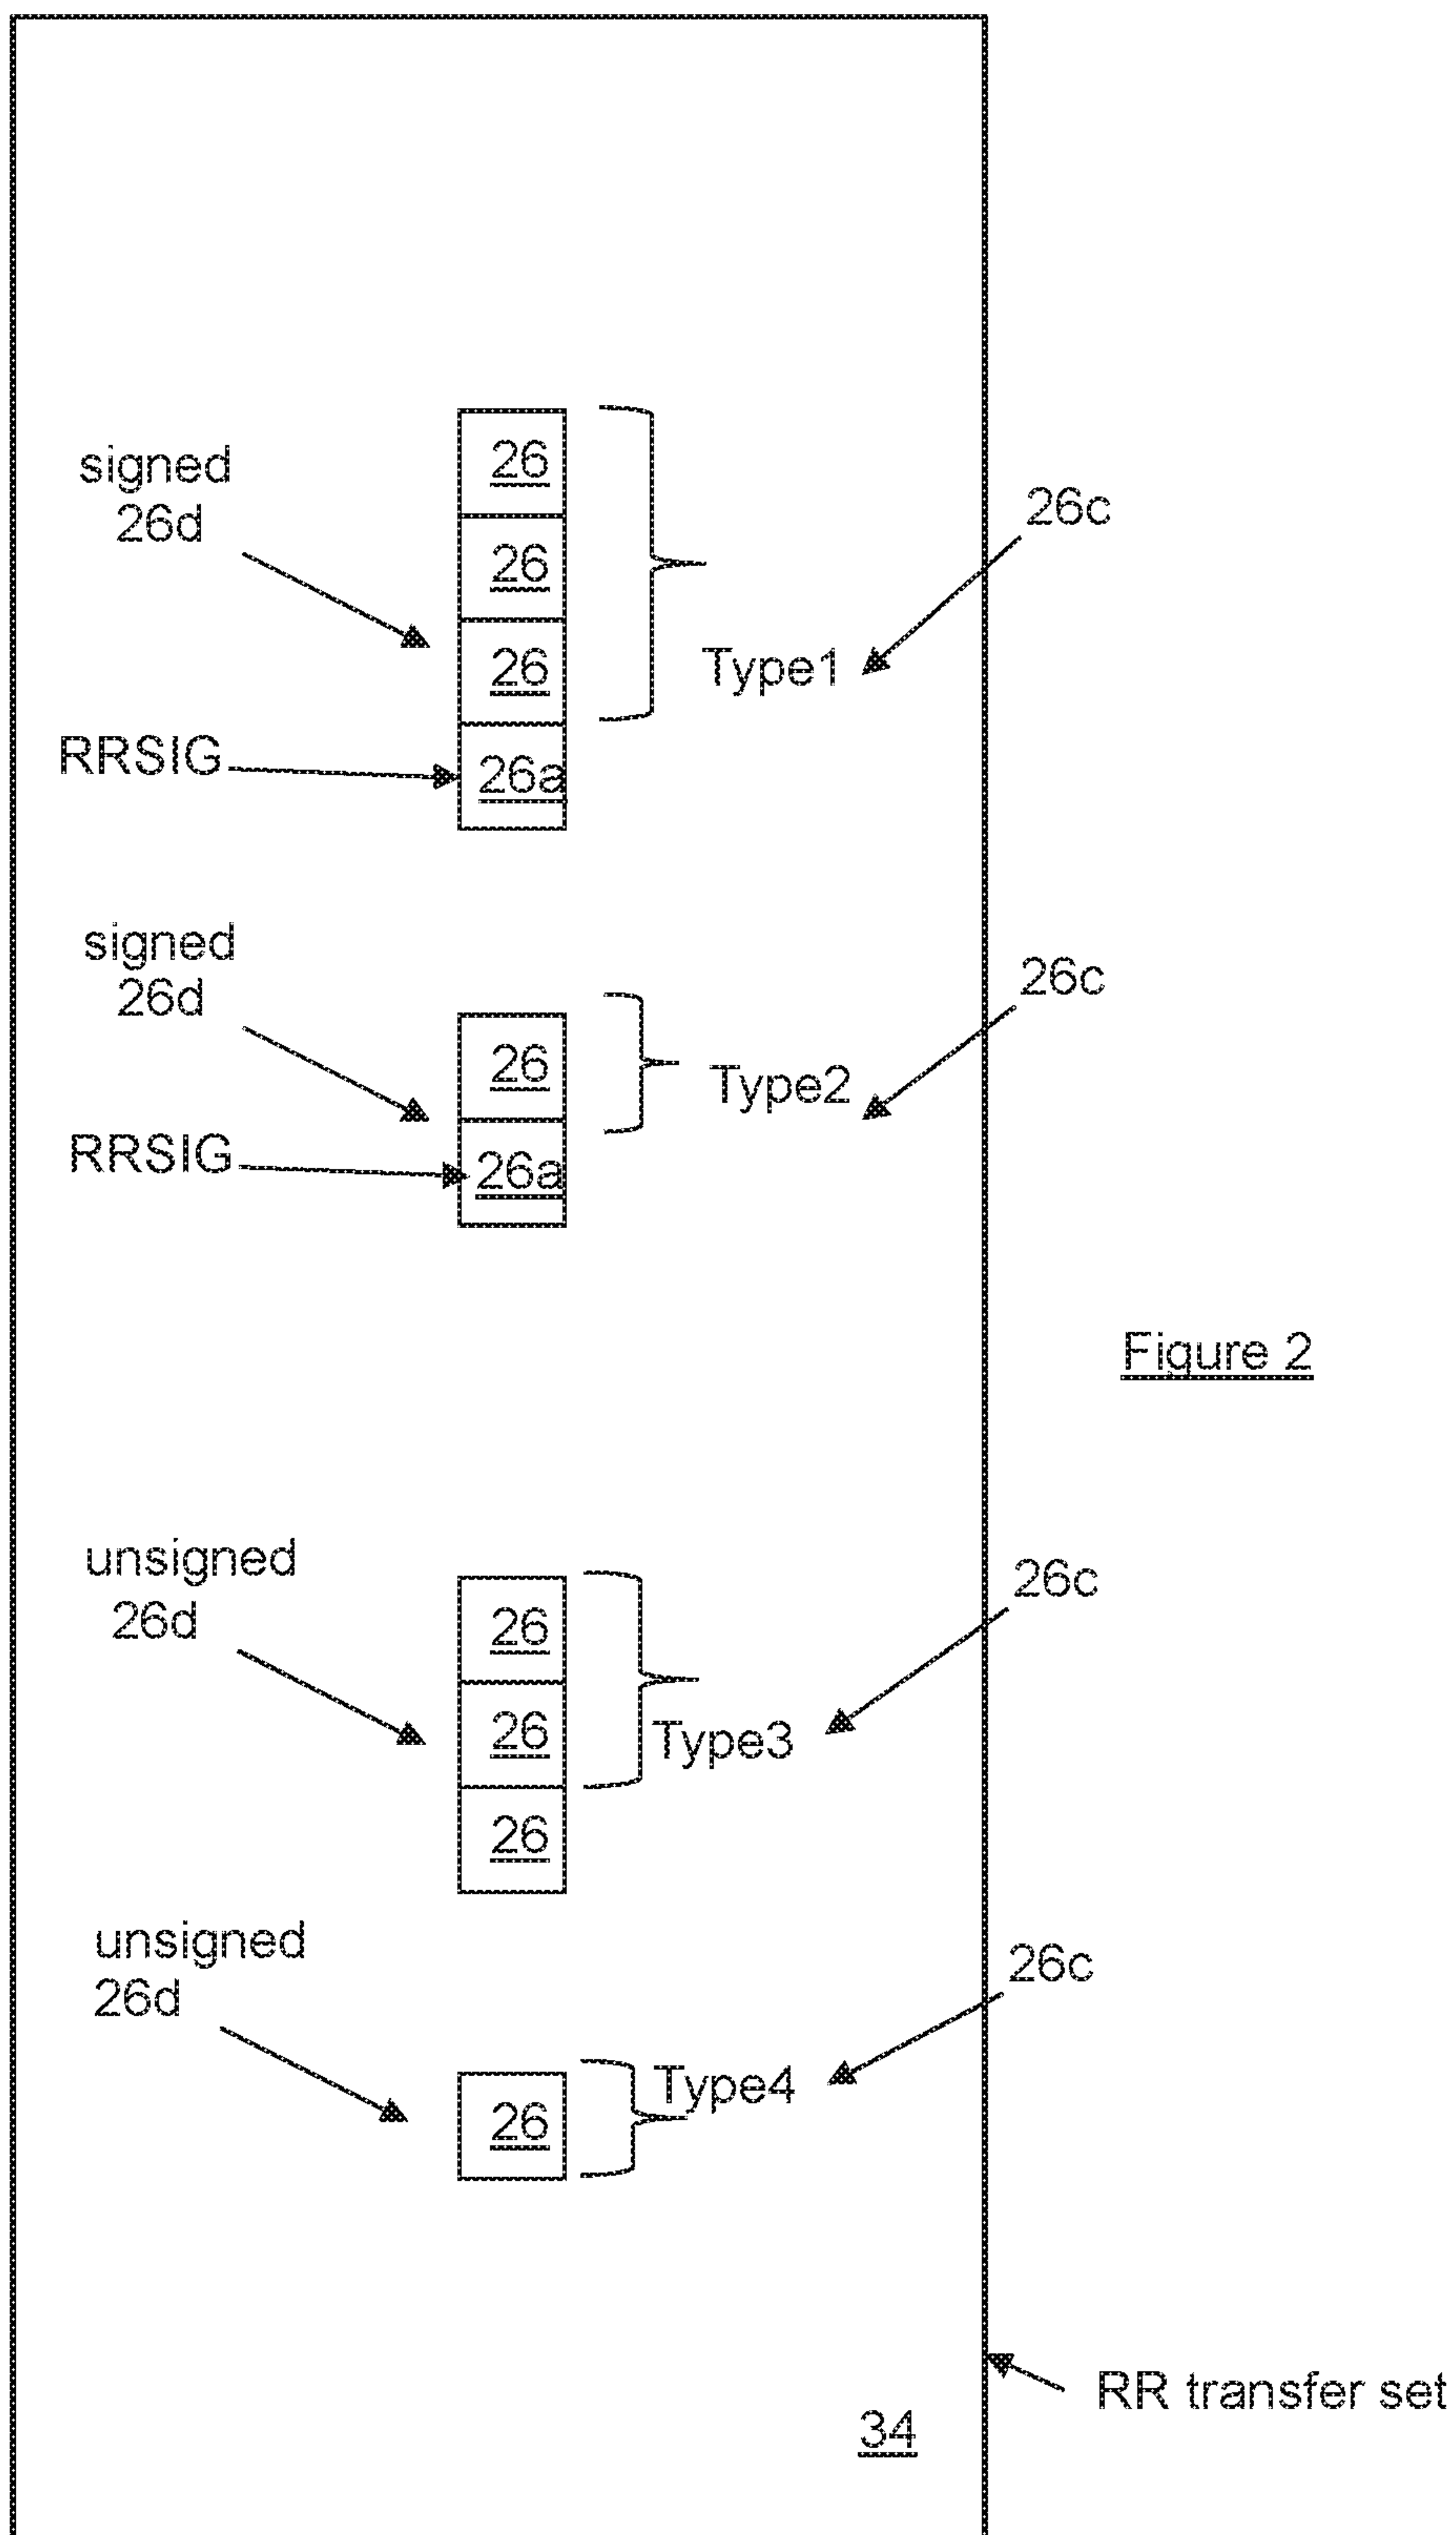 signed
26d
26
26
26
Type1
26c
RRSIG
26a
signed
26d
26
Type2
26c
RRSIG
26a
Figure 2
unsigned
26d
26
26
26
Type3
26c
unsigned
26d
26
Type4
26c
RR transfer set
34